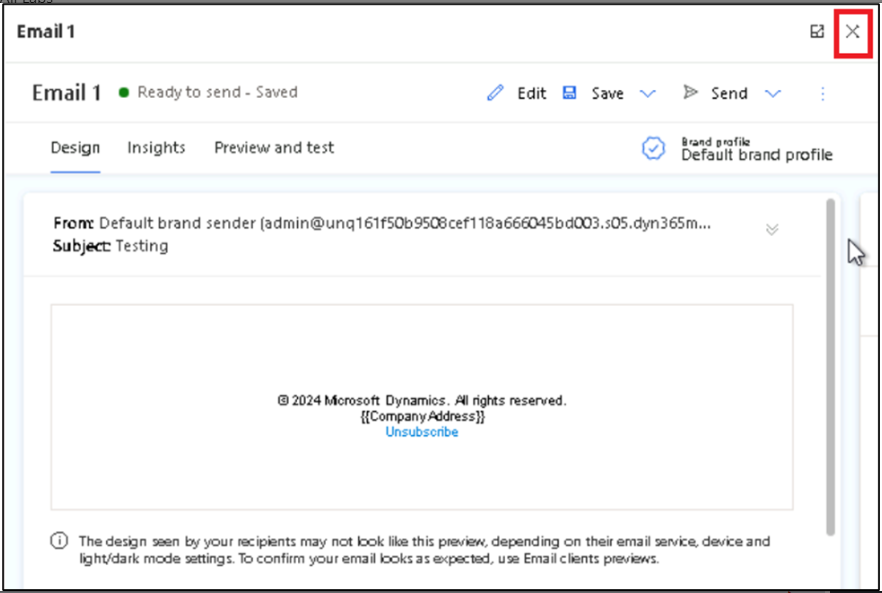 Email 1
Email 1 Ready to send - Saved Edit Save Send
Design Insights Preview and test
Brand profile
Default brand profile
From: Default brand sender (admin@unq161f50b9508cef118a666045bd003.s05.dyn365m...
Subject: Testing
© 2024 Microsoft Dynamics. All rights reserved.
{{CompanyAddress}}
Unsubscribe
The design seen by your recipients may not look like this preview, depending on their email service, device and
light/dark mode settings. To confirm your email looks as expected, use Email clients previews.